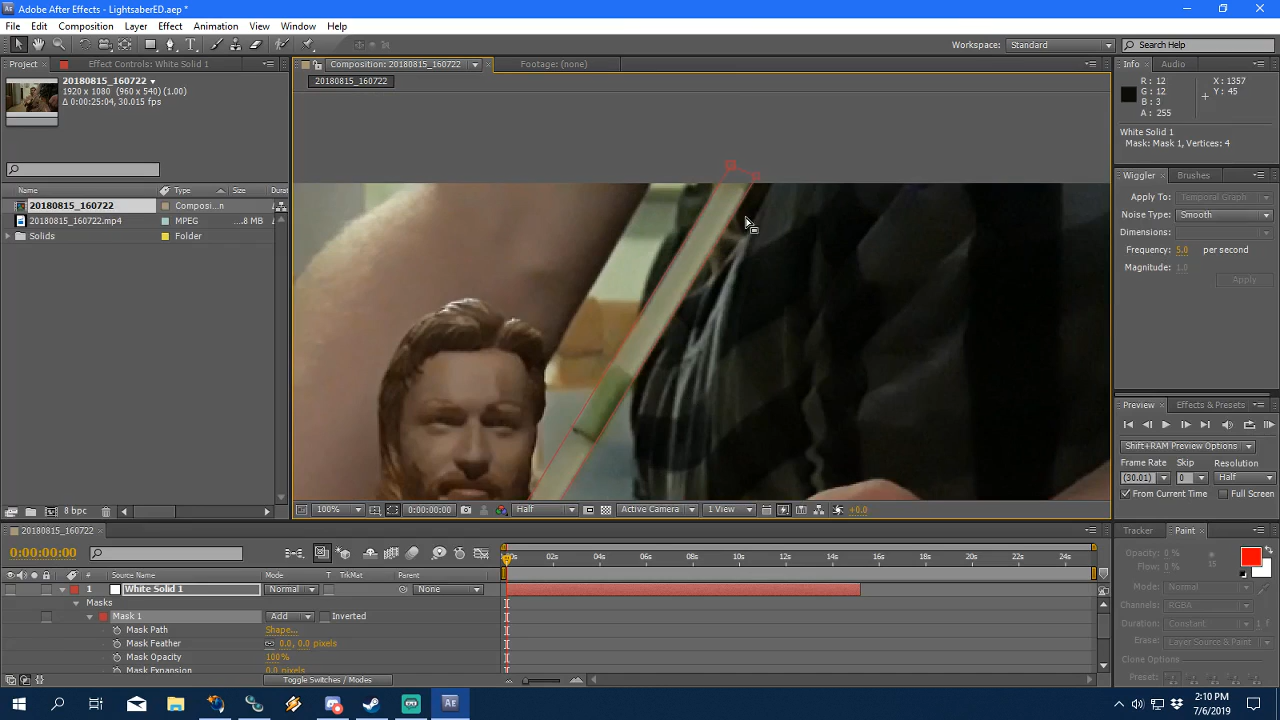 Adobe After Effects - LightsaberED.aep *
File Edit Composition Layer Effect Animation View Window Help
Workspace: Standard Search Help
Project Effect Controls: White Solid 1 Composition: 20180815_160722 Footage: (none) Info Audio
20180815_160722
20180815_160722
1920 x 1080 (960 x 540) (1.00)
Δ 0:00:25:04, 30.015 fps
R : 12
G : 12
B : 3
A : 255
X : 1357
Y : 45
White Solid 1
Mask: Mask 1, Vertices: 4
Wiggler Brushes
Apply To: Temporal Graph
Noise Type: Smooth
Dimensions:
Frequency: 5.0 per second
Magnitude: 1.0
Apply
Name Type Size Durat
20180815_160722 Composi...n
20180815_160722.mp4 MPEG ...8 MB
Solids Folder
Preview Effects & Presets
Shift+RAM Preview Options
Frame Rate Skip Resolution
(30.01) 0 Half
From Current Time Full Screen
8 bpc
100% 0:00:00:00 Half Active Camera 1 View +0.0
20180815_160722
0:00:00:00
# Source Name Mode T TrkMat Parent
00s 02s 04s 06s 08s 10s 12s 14s 16s 18s 20s 22s 24s
1 White Solid 1 Normal None
Masks
Mask 1 Add Inverted
Mask Path Shape...
Mask Feather 0.0, 0.0 pixels
Mask Opacity 100%
Mask Expansion 0.0 pixels
Toggle Switches / Modes
Tracker Paint
Opacity: 0 %
Flow: 0 %
15
Mode: Normal
Channels: RGBA
Duration: Constant 1 f
Erase: Layer Source & Paint
Clone Options
Preset:
2:10 PM
7/6/2019